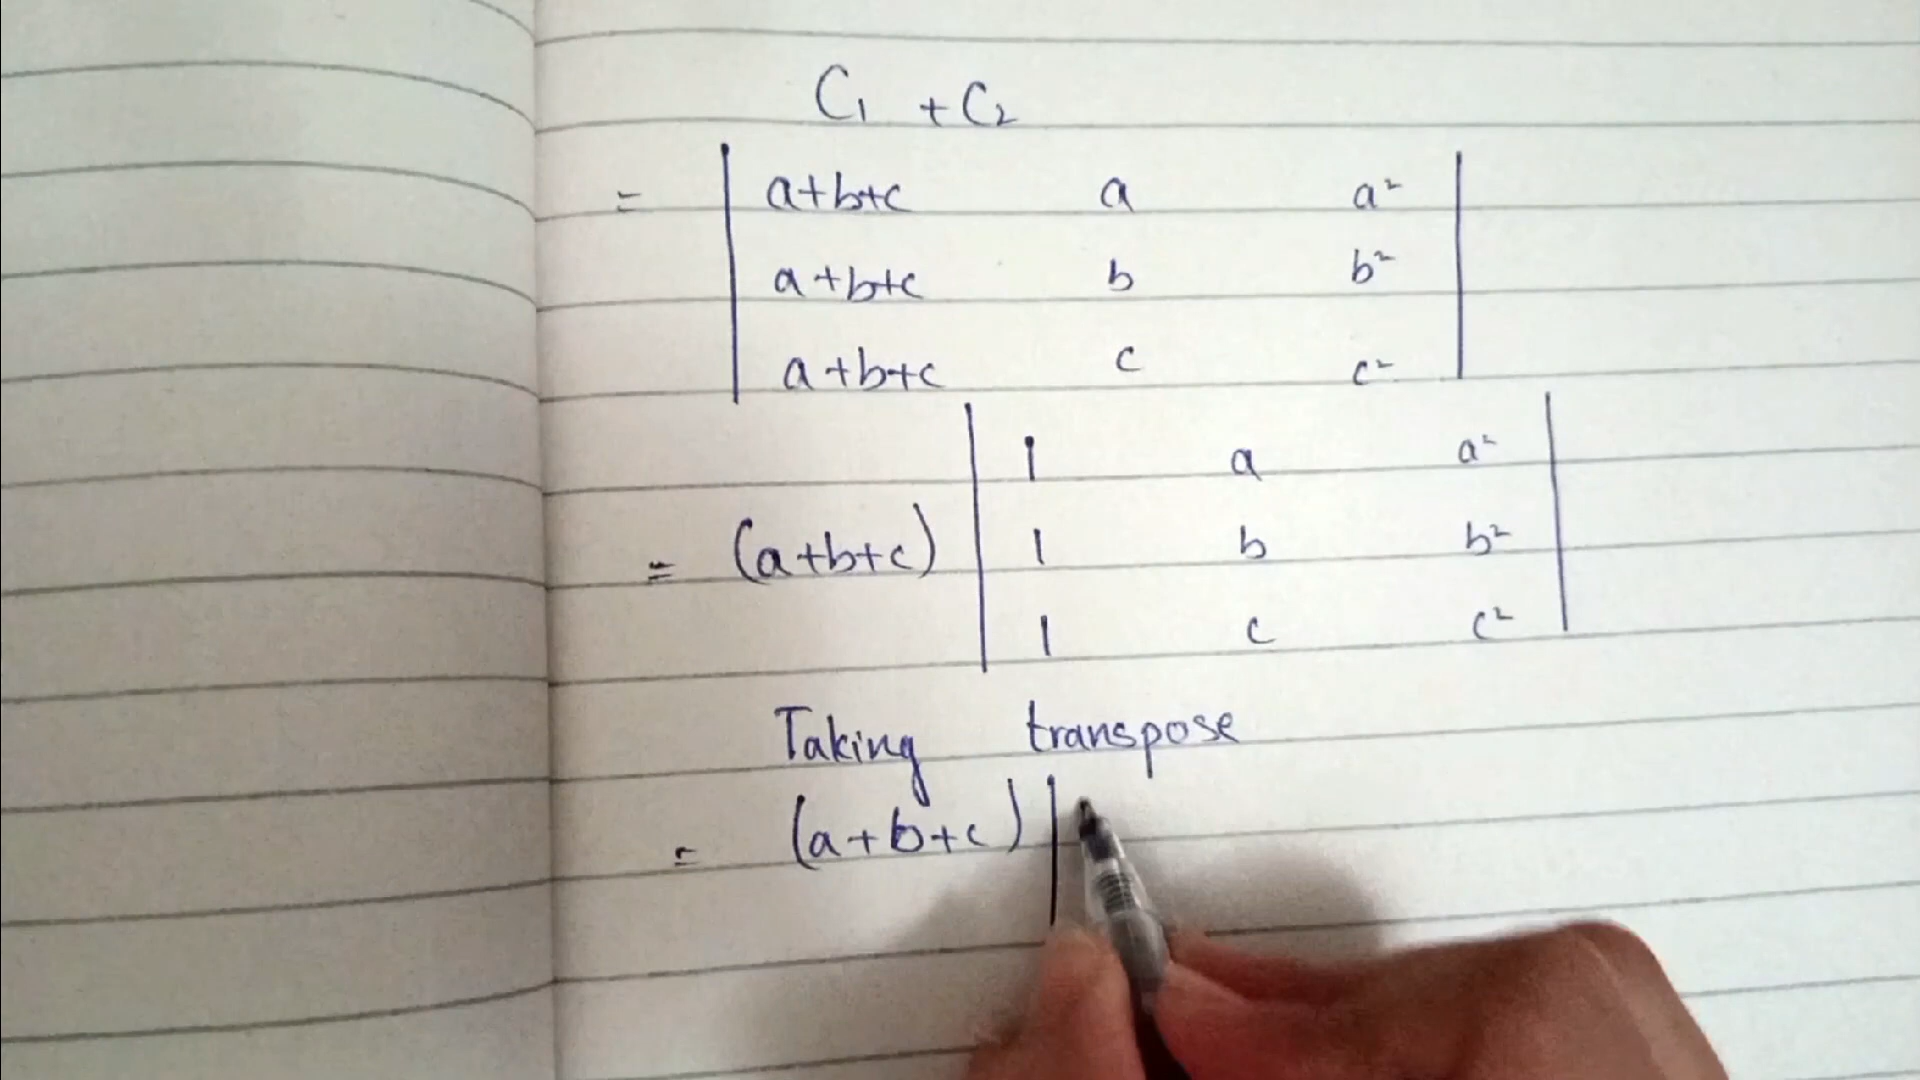 C₁ + C₂
= | a+b+c a a² |
| a+b+c b b² |
| a+b+c c c² |
| 1 a a² |
= (a+b+c) | 1 b b² |
| 1 c c² |
Taking transpose
= (a+b+c) |